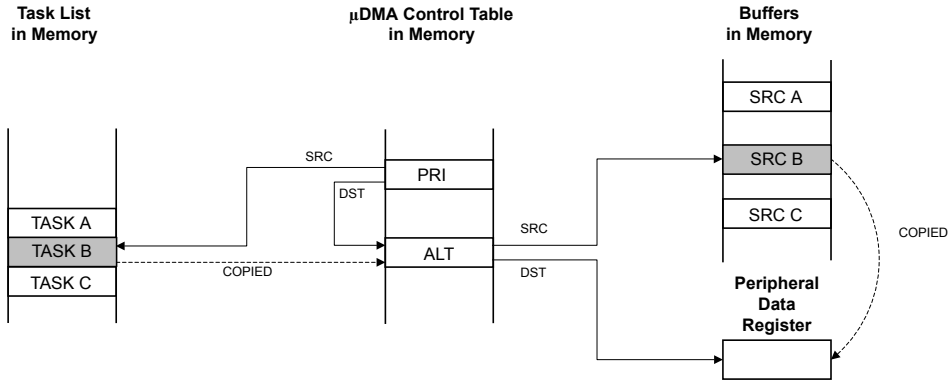 Task List
in Memory
µDMA Control Table
in Memory
Buffers
in Memory
SRC A
SRC
SRC B
PRI
DST
TASK A
SRC C
SRC
COPIED
TASK B
ALT
COPIED
DST
TASK C
Peripheral
Data
Register